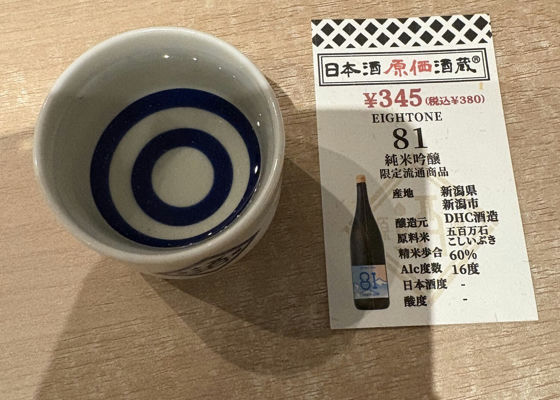 日本酒原価酒蔵®
¥345(税込¥380)
EIGHTONE
81
純米吟醸
限定流通商品
産地 新潟県
新潟市
醸造元 DHC酒造
原料米 五百万石
こしいぶき
精米歩合 60%
Alc度数 16度
日本酒度 -
酸度 -
81